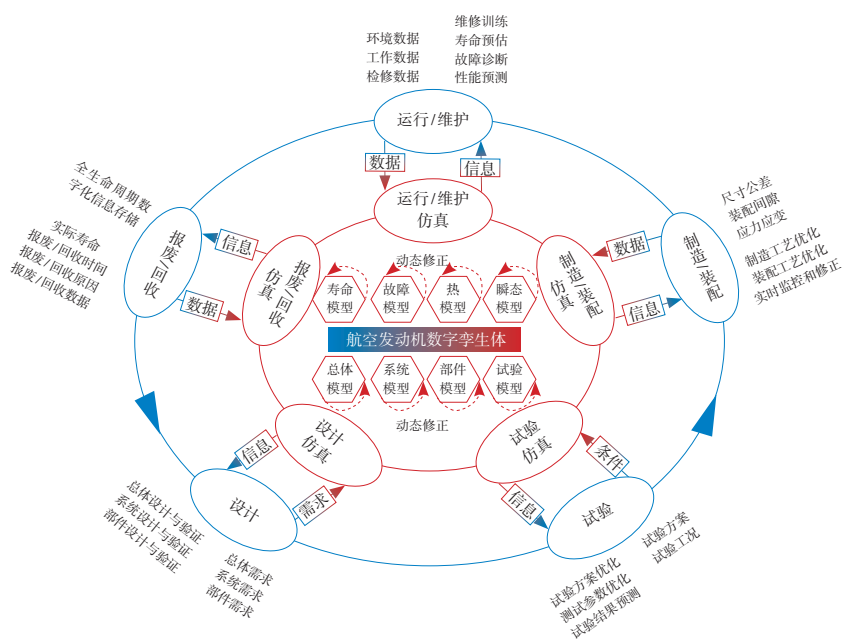 维修训练
寿命预估
故障诊断
性能预测
环境数据
工作数据
检修数据
运行/维护
数据
信息
运行/维护
仿真
全生命周期数
字化信息存储
实际寿命
报废/回收时间
报废/回收原因
报废/回收数据
报废/回收
信息
数据
报废/回收
仿真
尺寸公差
装配间隙
应力应变
制造工艺优化
装配工艺优化
实时监控和修正
制造/装配
数据
信息
制造/装配
仿真
动态修正
寿命
模型
故障
模型
热
模型
瞬态
模型
航空发动机数字孪生体
总体
模型
系统
模型
部件
模型
试验
模型
动态修正
设计
仿真
信息
需求
设计
总体设计与验证
系统设计与验证
部件设计与验证
总体需求
系统需求
部件需求
试验
仿真
条件
信息
试验
试验方案
试验工况
试验方案优化
测试参数优化
试验结果预测